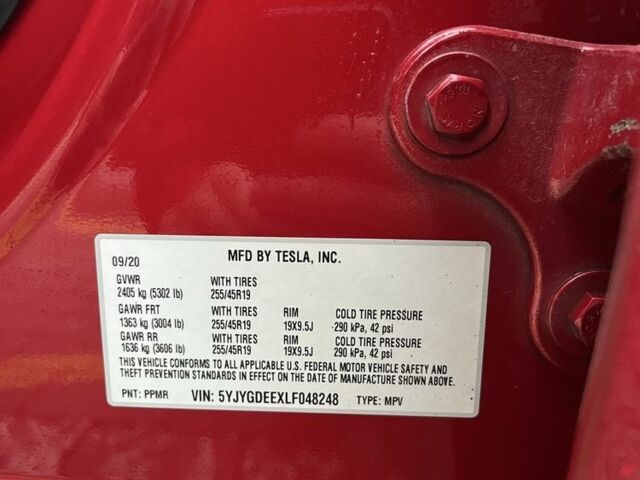 09/20 MFD BY TESLA, INC.
GVWR WITH TIRES
2405 kg (5302 lb) 255/45R19
GAWR FRT WITH TIRES RIM COLD TIRE PRESSURE
1363 kg (3004 lb) 255/45R19 19X9.5J 290 kPa, 42 psi
GAWR RR WITH TIRES RIM COLD TIRE PRESSURE
1636 kg (3606 lb) 255/45R19 19X9.5J 290 kPa, 42 psi
THIS VEHICLE CONFORMS TO ALL APPLICABLE U.S. FEDERAL MOTOR VEHICLE SAFETY AND
THEFT PREVENTION STANDARDS IN EFFECT ON THE DATE OF MANUFACTURE SHOWN ABOVE.
PNT: PPMR VIN: 5YJYGDEEXLF048248 TYPE: MPV